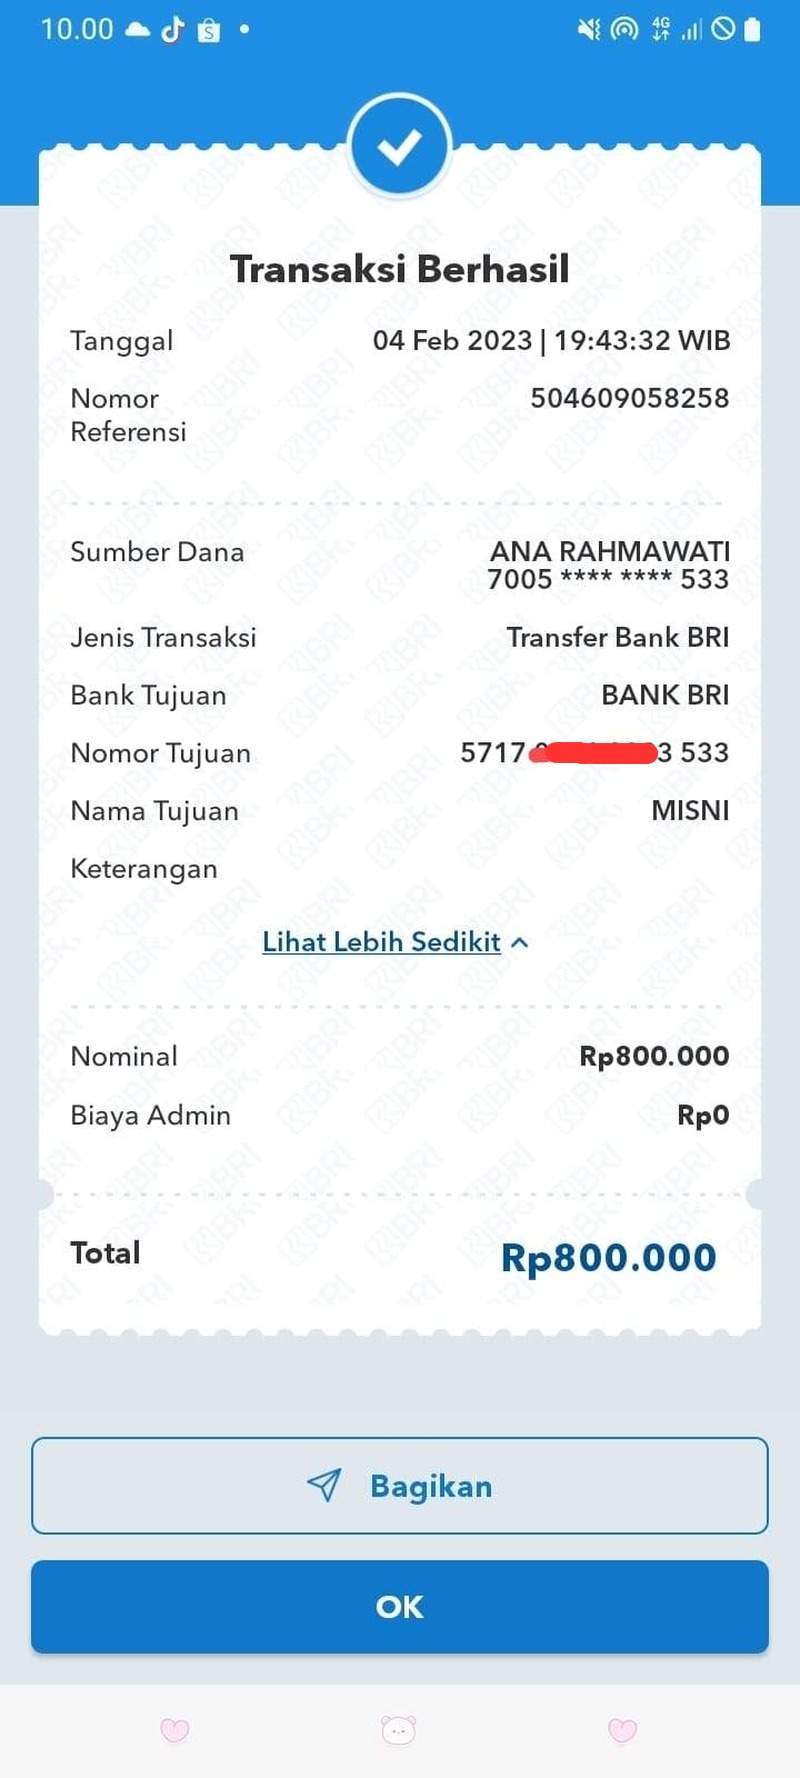 10.00
4G
Transaksi Berhasil
Tanggal 04 Feb 2023 | 19:43:32 WIB
Nomor Referensi 504609058258
Sumber Dana ANA RAHMAWATI
7005 **** **** 533
Jenis Transaksi Transfer Bank BRI
Bank Tujuan BANK BRI
Nomor Tujuan 5717 3 533
Nama Tujuan MISNI
Keterangan
Lihat Lebih Sedikit
Nominal Rp800.000
Biaya Admin Rp0
Total Rp800.000
Bagikan
OK